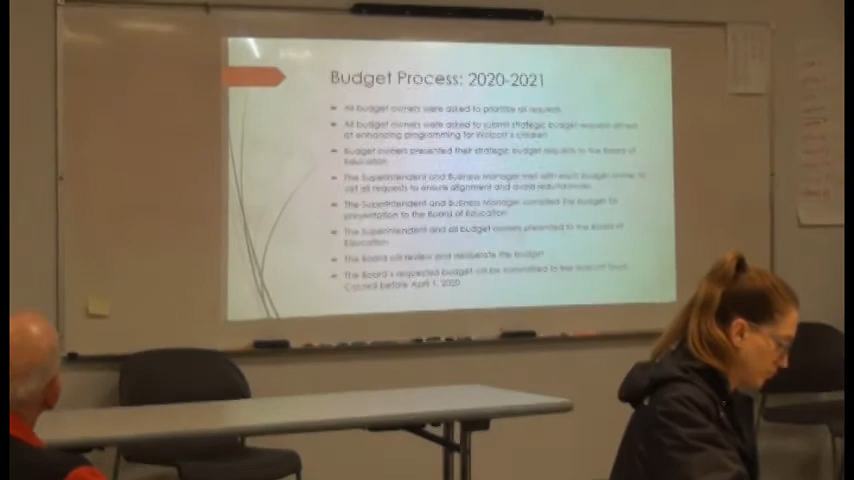 Budget Process: 2020-2021
All budget owners were asked to prioritize all requests
All budget owners were asked to submit strategic budget requests aimed
at enhancing programming for Wolcott's children
Budget owners presented their strategic budget requests to the Board of
Education
The Superintendent and Business Manager met with each budget owner to
vet all requests to ensure alignment and avoid redundancies
The Superintendent and Business Manager compiled the budget for
presentation to the Board of Education
The Superintendent and all budget owners presented to the Board of
Education
The Board will review and deliberate the budget
The Board's requested budget will be submitted to the Wolcott Town
Council before April 1, 2020